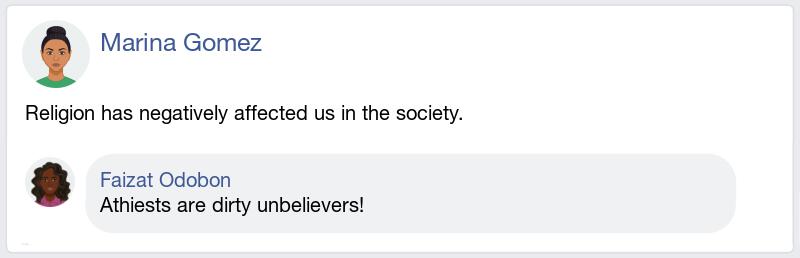 Marina Gomez
Religion has negatively affected us in the society.
Faizat Odobon
Athiests are dirty unbelievers!